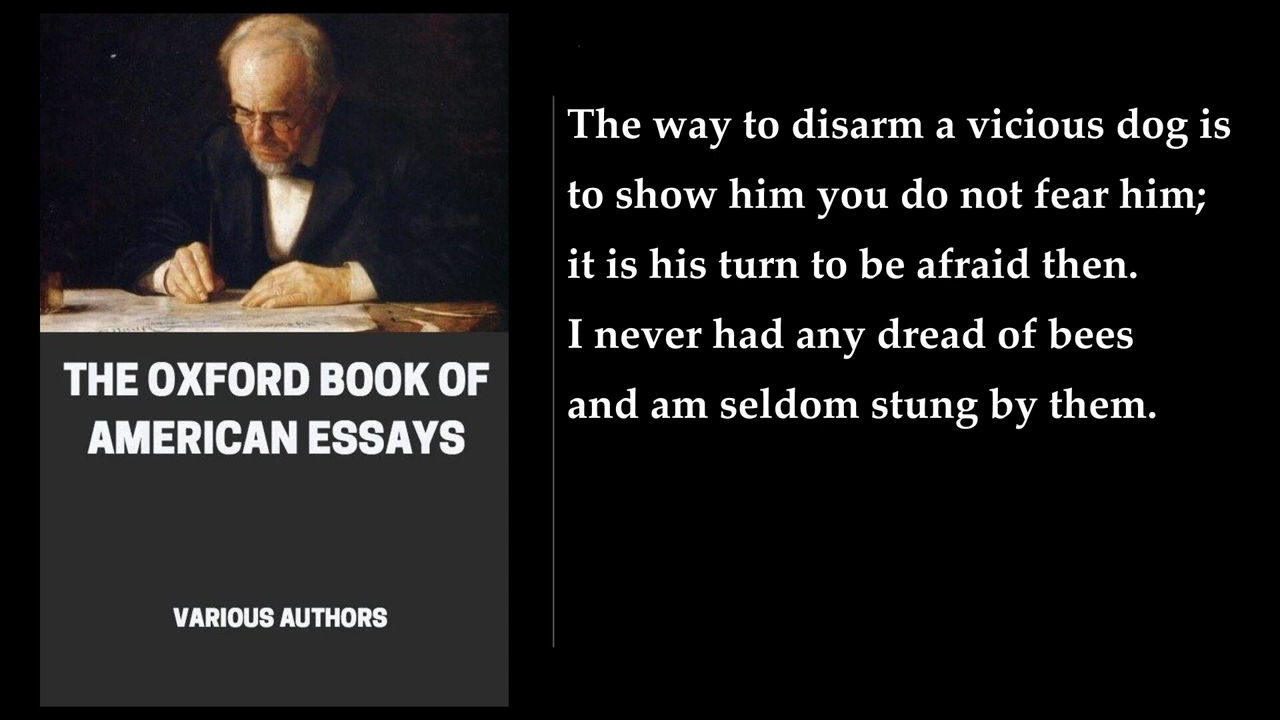 THE OXFORD BOOK OF
AMERICAN ESSAYS
VARIOUS AUTHORS
The way to disarm a vicious dog is
to show him you do not fear him;
it is his turn to be afraid then.
I never had any dread of bees
and am seldom stung by them.